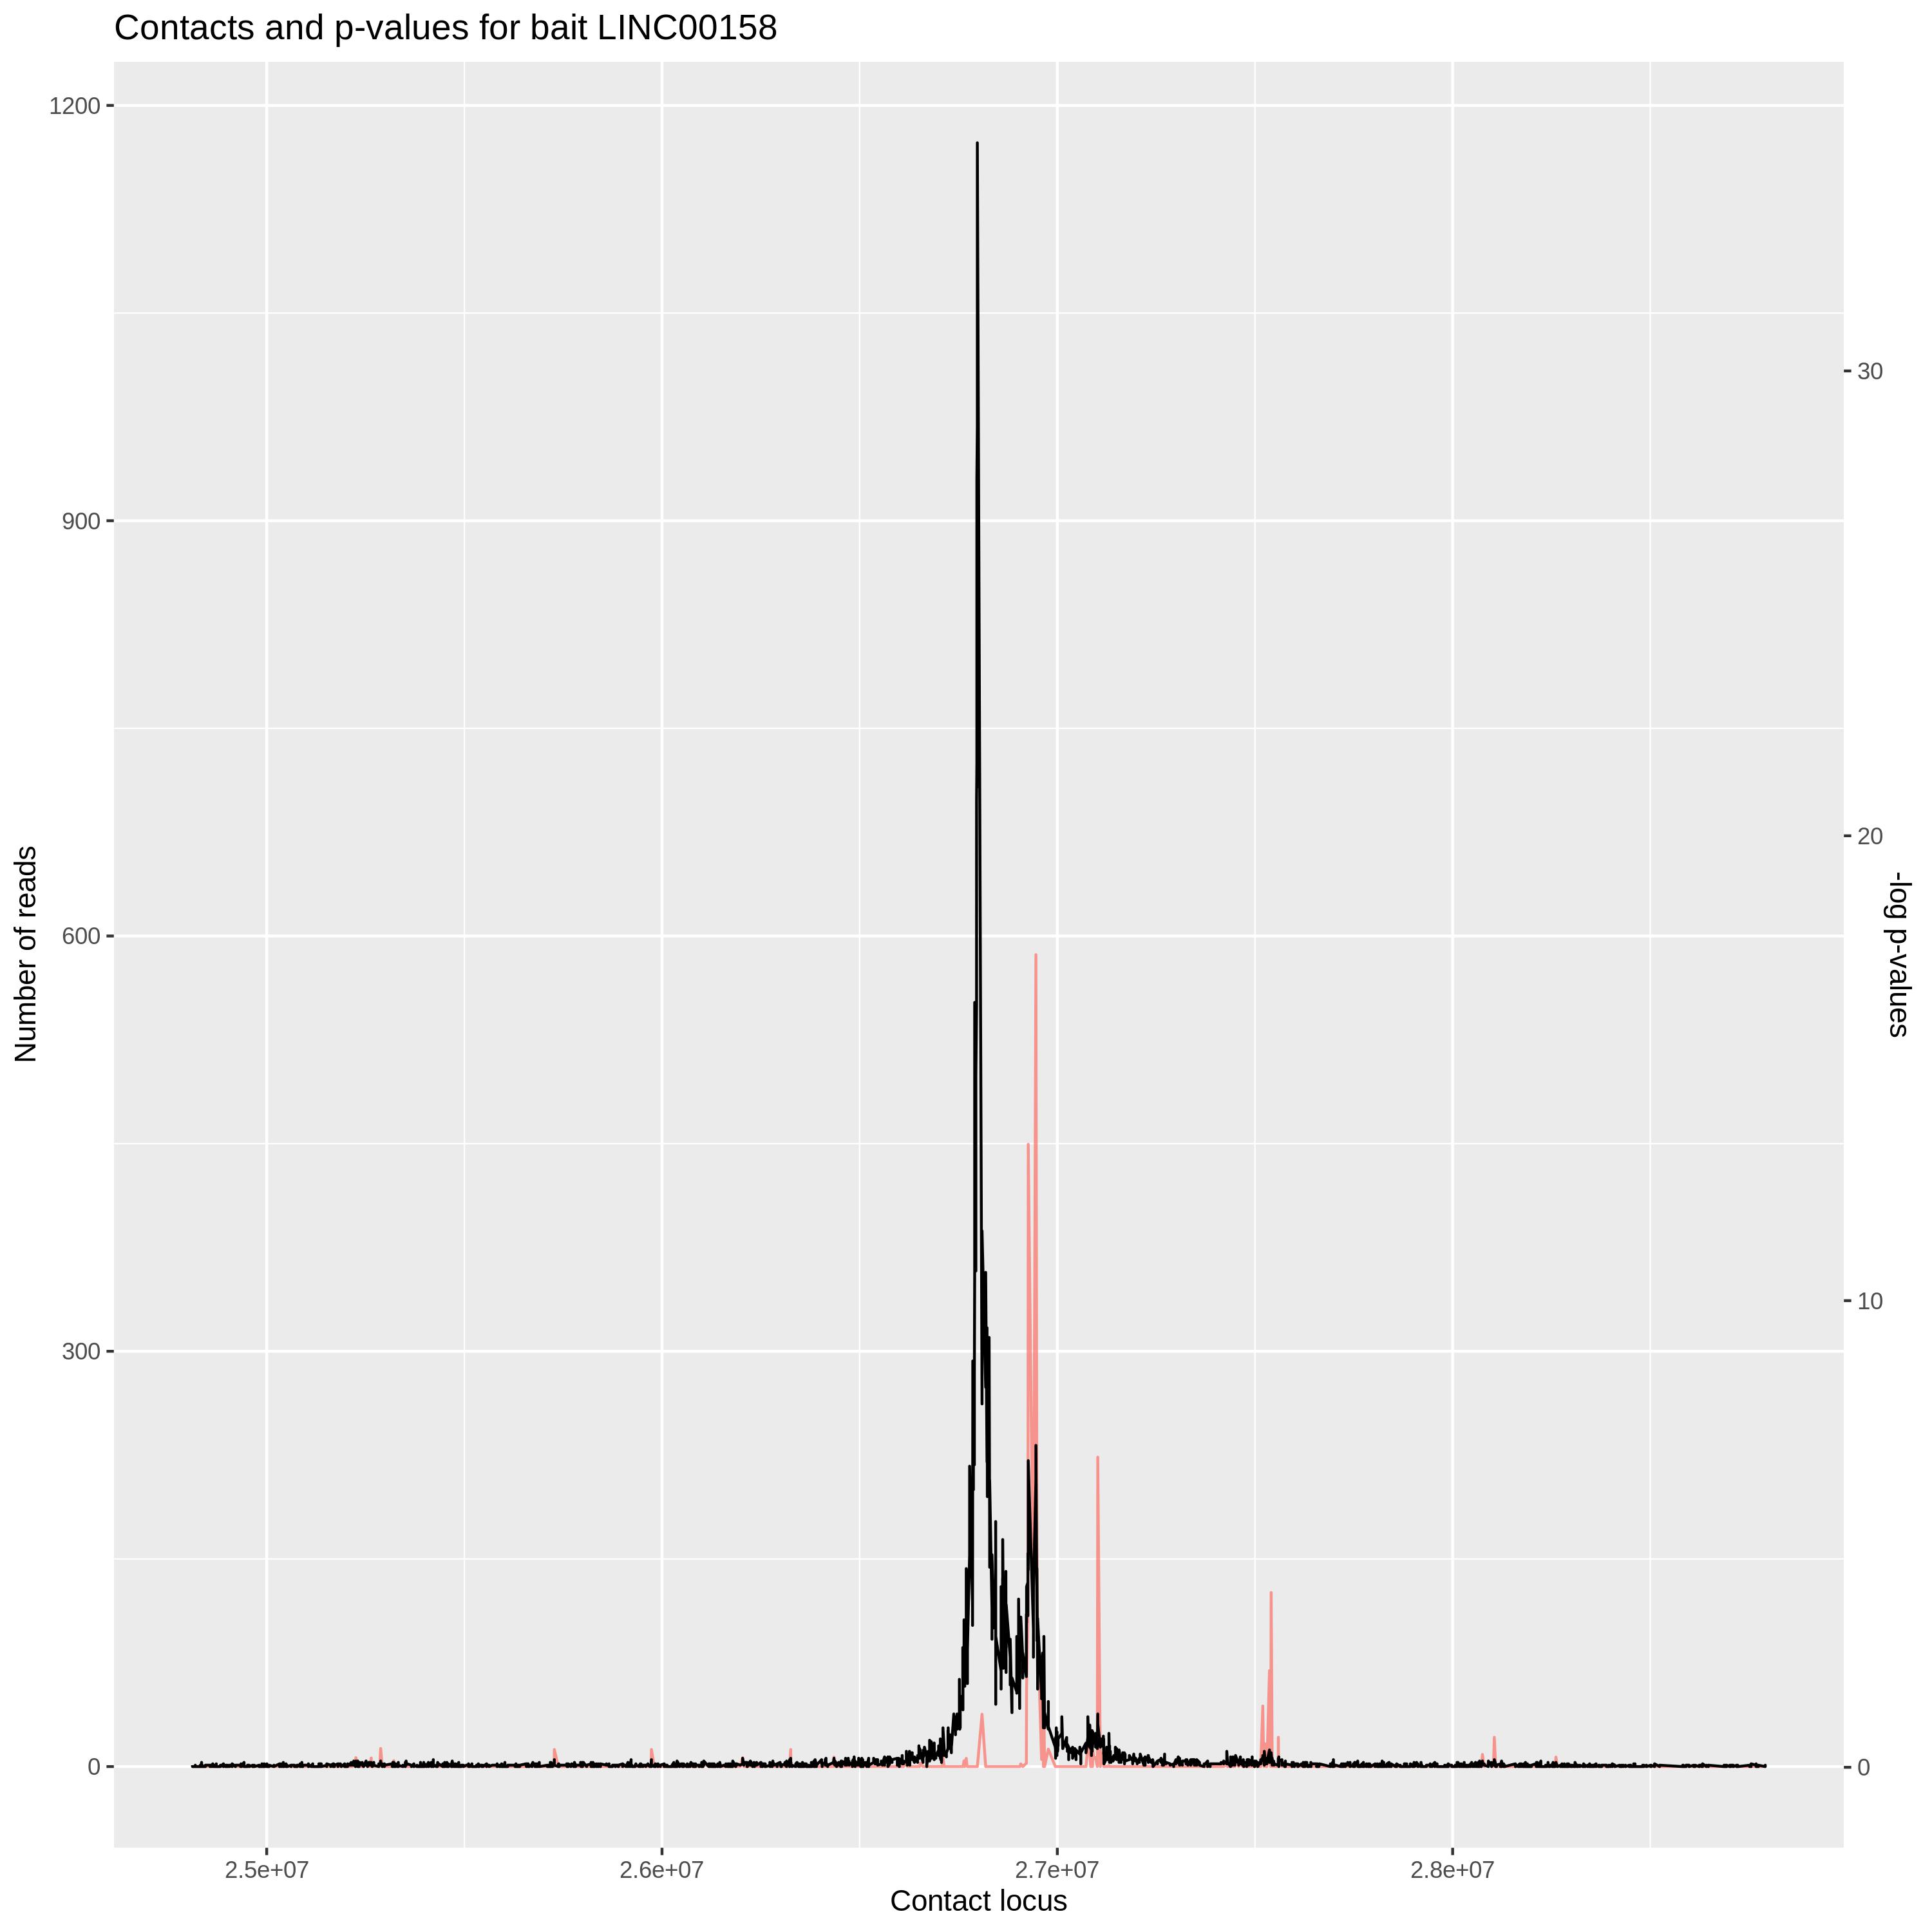 Contacts and p-values for bait LINC00158
1200
900
600
300
0
Number of reads
30
20
10
0
-log p-values
2.5e+07
2.6e+07
2.7e+07
2.8e+07
Contact locus